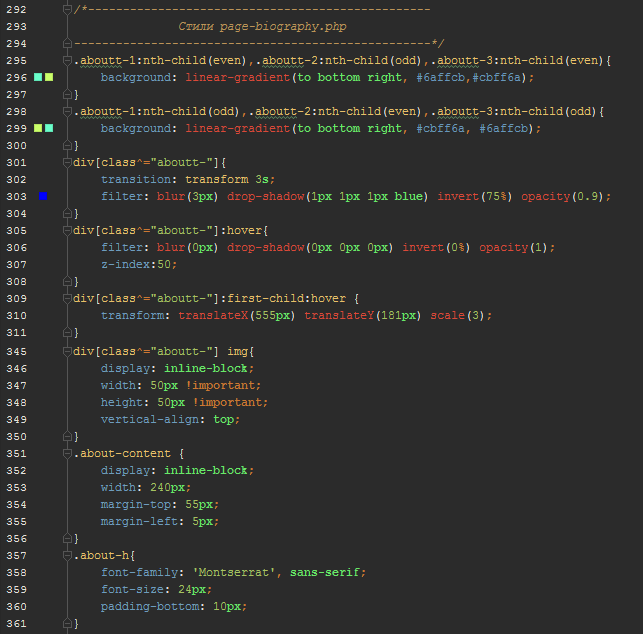 292 /*------------------------------------------------
293 Стили page-biography.php
294 --------------------------------------------------*/
295 .aboutt-1:nth-child(even),.aboutt-2:nth-child(odd),.aboutt-3:nth-child(even){
296 background: linear-gradient(to bottom right, #6affcb,#cbff6a);
297 }
298 .aboutt-1:nth-child(odd),.aboutt-2:nth-child(even),.aboutt-3:nth-child(odd){
299 background: linear-gradient(to bottom right, #cbff6a, #6affcb);
300 }
301 div[class^="aboutt-"]{
302 transition: transform 3s;
303 filter: blur(3px) drop-shadow(1px 1px 1px blue) invert(75%) opacity(0.9);
304 }
305 div[class^="aboutt-"]:hover{
306 filter: blur(0px) drop-shadow(0px 0px 0px) invert(0%) opacity(1);
307 z-index:50;
308 }
309 div[class^="aboutt-"]:first-child:hover {
310 transform: translateX(555px) translateY(181px) scale(3);
311 }
345 div[class^="aboutt-"] img{
346 display: inline-block;
347 width: 50px !important;
348 height: 50px !important;
349 vertical-align: top;
350 }
351 .about-content {
352 display: inline-block;
353 width: 240px;
354 margin-top: 55px;
355 margin-left: 5px;
356 }
357 .about-h{
358 font-family: 'Montserrat', sans-serif;
359 font-size: 24px;
360 padding-bottom: 10px;
361 }